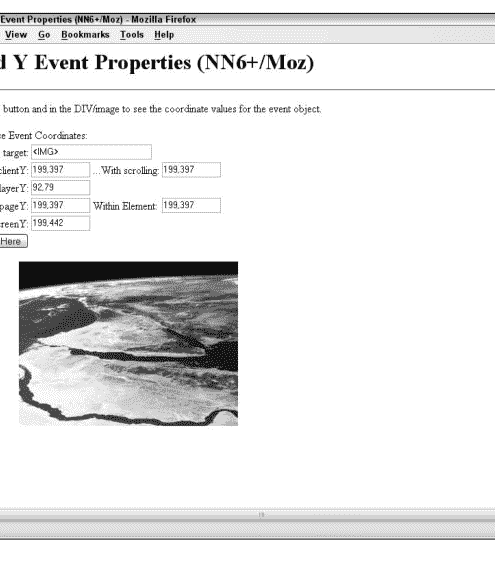 Event Properties (NN6+/Moz) - Mozilla Firefox
View Go Bookmarks Tools Help
d Y Event Properties (NN6+/Moz)
button and in the DIV/image to see the coordinate values for the event object.
se Event Coordinates:
target: <IMG>
clientY: 199,397 ...With scrolling: 199,397
layerY: 92,79
pageY: 199,397 Within Element: 199,397
reenY: 199,442
Here